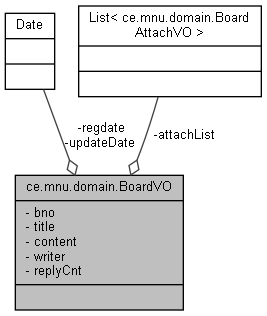 Date
List< ce.mnu.domain.Board
AttachVO >
-regdate
-updateDate
-attachList
ce.mnu.domain.BoardVO
- bno
- title
- content
- writer
- replyCnt